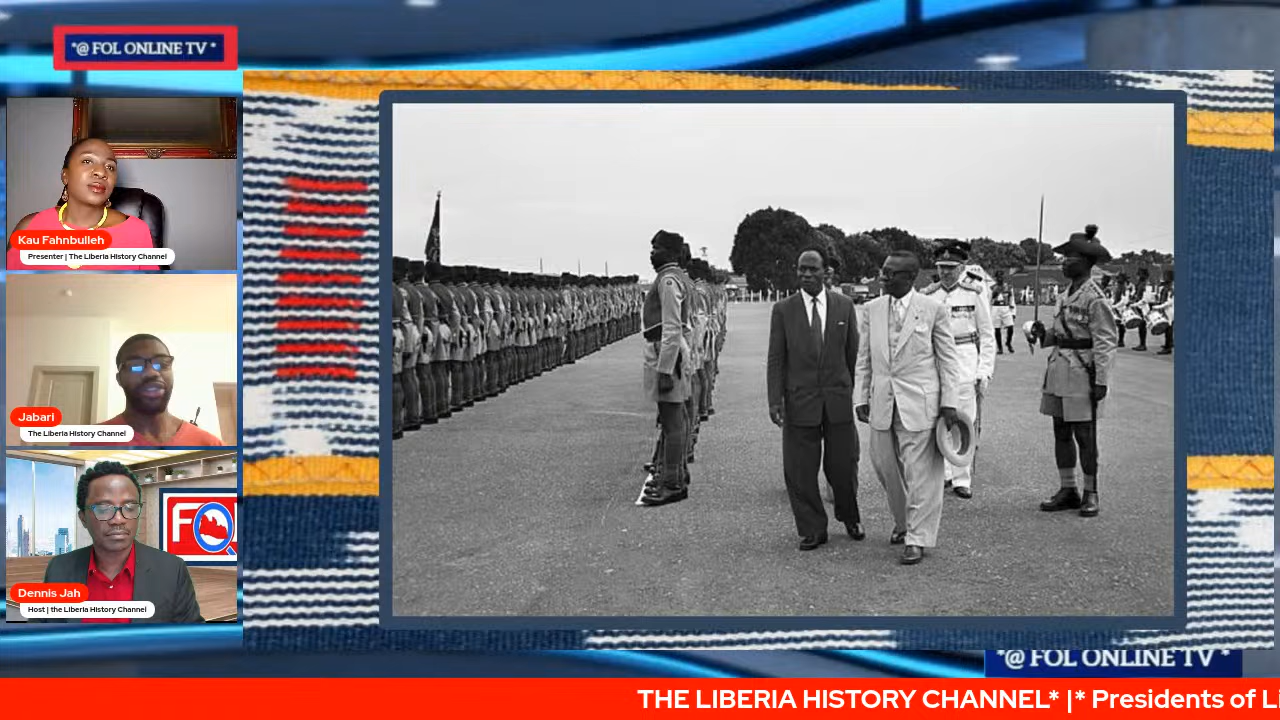 *@ FOL ONLINE TV *
Kau Fahnbulleh
Presenter | The Liberia History Channel
Jabari
The Liberia History Channel
FO
Dennis Jah
Host | the Liberia History Channel
*@ FOL ONLINE TV *
THE LIBERIA HISTORY CHANNEL* |* Presidents of Li